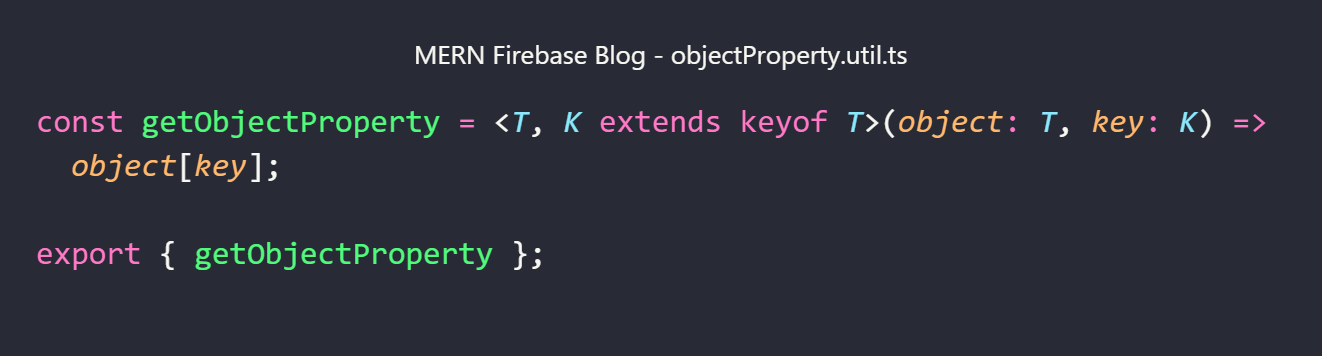 MERN Firebase Blog - objectProperty.util.ts
const getObjectProperty = <T, K extends keyof T>(object: T, key: K) =>
  object[key];
export { getObjectProperty };